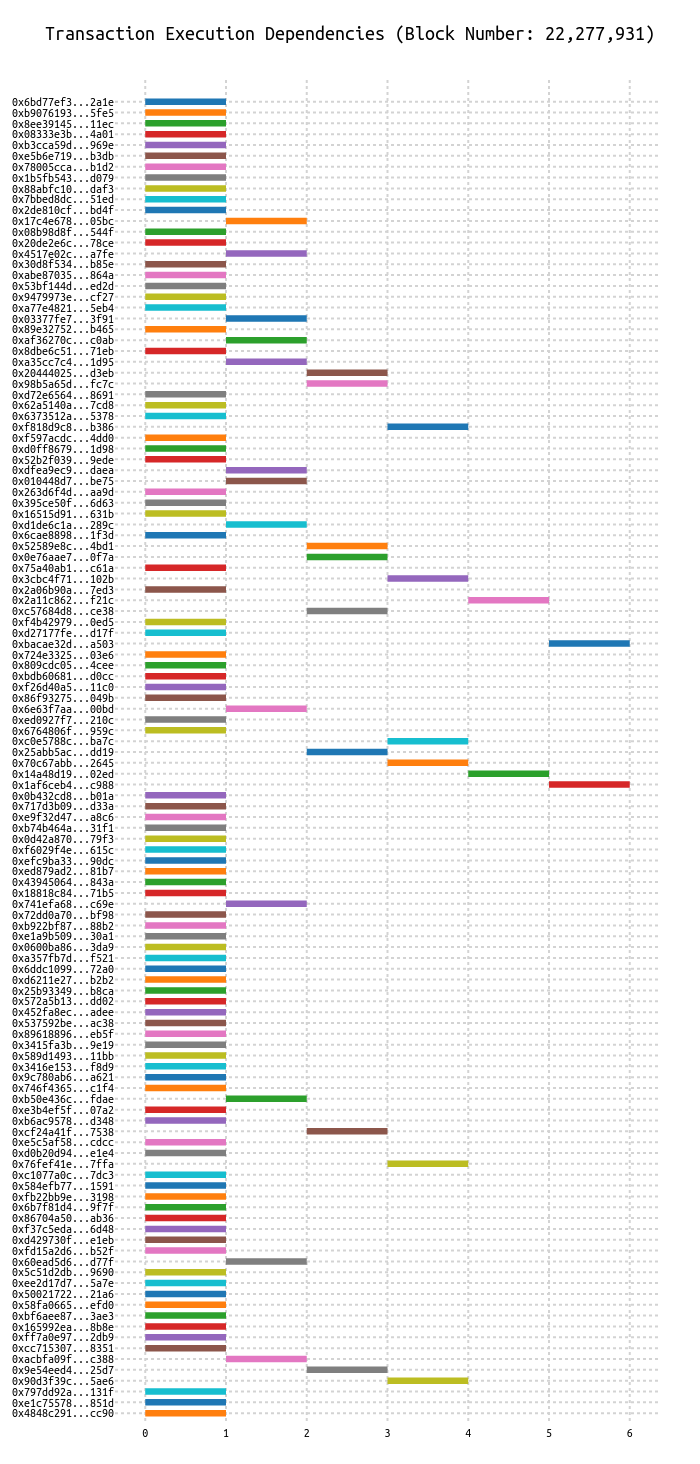 Transaction Execution Dependencies (Block Number: 22,277,931)
0x6bd77ef3...2a1e
0xb9076193...5fe5
0x8ee39145...11ec
0x08333e3b...4a01
0xb3cca59d...969e
0xe5b6e719...b3db
0x78005cca...b1d2
0x1b5fb543...d079
0x88abfc10...daf3
0x7bbed8dc...51ed
0x2de810cf...bd4f
0x17c4e678...05bc
0x08b98d8f...544f
0x20de2e6c...78ce
0x4517e02c...a7fe
0x30d8f534...b85e
0xabe87035...864a
0x53bf144d...ed2d
0x9479973e...cf27
0xa77e4821...5eb4
0x03377fe7...3f91
0x89e32752...b465
0xaf36270c...c0ab
0x8dbe6c51...71eb
0xa35cc7c4...1d95
0x20444025...d3eb
0x98b5a65d...fc7c
0xd72e6564...8691
0x62a5140a...7cd8
0x6373512a...5378
0xf818d9c8...b386
0xf597acdc...4dd0
0xd0ff8679...1d98
0x52b2f039...9ede
0xdfea9ec9...daea
0x010448d7...be75
0x263d6f4d...aa9d
0x395ce50f...6d63
0x16515d91...631b
0xd1de6c1a...289c
0x6cae8898...1f3d
0x52589e8c...4bd1
0x0e76aae7...0f7a
0x75a40ab1...c61a
0x3cbc4f71...102b
0x2a06b90a...7ed3
0x2a11c862...f21c
0xc57684d8...ce38
0xf4b42979...0ed5
0xd27177fe...d17f
0xbacae32d...a503
0x724e3325...03e6
0x809cdc05...4cee
0xbdb60681...d0cc
0xf26d40a5...11c0
0x86f93275...049b
0x6e63f7aa...00bd
0xed0927f7...210c
0x6764806f...959c
0xc0e5788c...ba7c
0x25abb5ac...dd19
0x70c67abb...2645
0x14a48d19...02ed
0x1af6ceb4...c988
0x0b432cd8...b01a
0x717d3b09...d33a
0xe9f32d47...a8c6
0xb74b464a...31f1
0x0d42a870...79f3
0xf6029f4e...615c
0xefc9ba33...90dc
0xed879ad2...81b7
0x43945064...843a
0x18818c84...71b5
0x741efa68...c69e
0x72dd0a70...bf98
0xb922bf87...88b2
0xe1a9b509...30a1
0x0600ba86...3da9
0xa357fb7d...f521
0x6ddc1099...72a0
0xd6211e27...b2b2
0x25b93349...b8ca
0x572a5b13...dd02
0x452fa8ec...adee
0x537592be...ac38
0x89618896...eb5f
0x3415fa3b...9e19
0x589d1493...11bb
0x3416e153...f8d9
0x9c780ab6...a621
0x746f4365...c1f4
0xb50e436c...fdae
0xe3b4ef5f...07a2
0xb6ac9578...d348
0xcf24a41f...7538
0xe5c5af58...cdcc
0xd0b20d94...e1e4
0x76fef41e...7ffa
0xc1077a0c...7dc3
0x584efb77...1591
0xfb22bb9e...3198
0x6b7f81d4...9f7f
0x86704a50...ab36
0xf37c5eda...6d48
0xd429730f...e1eb
0xfd15a2d6...b52f
0x60ead5d6...d77f
0x5c51d2db...9690
0xee2d17d7...5a7e
0x50021722...21a6
0x58fa0665...efd0
0xbf6aee87...3ae3
0x165992ea...8b8e
0xff7a0e97...2db9
0xcc715307...8351
0xacbfa09f...c388
0x9e54eed4...25d7
0x90d3f39c...5ae6
0x797dd92a...131f
0xe1c75578...851d
0x4848c291...cc90
0 1 2 3 4 5 6